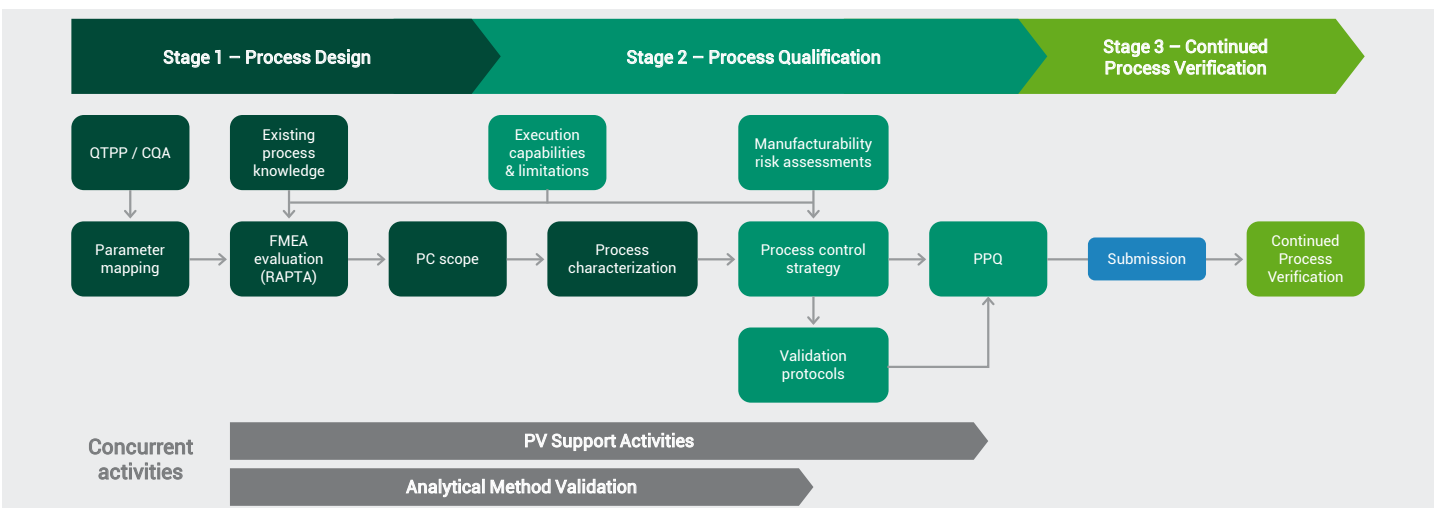 Stage 1 – Process Design
Stage 2 – Process Qualification
Stage 3 – Continued
Process Verification
QTPP / CQA
Existing
process
knowledge
Execution
capabilities
& limitations
Manufacturability
risk assessments
Parameter
mapping
FMEA
evaluation
(RAPTA)
PC scope
Process
characterization
Process control
strategy
PPQ
Submission
Continued
Process
Verification
Validation
protocols
Concurrent
activities
PV Support Activities
Analytical Method Validation